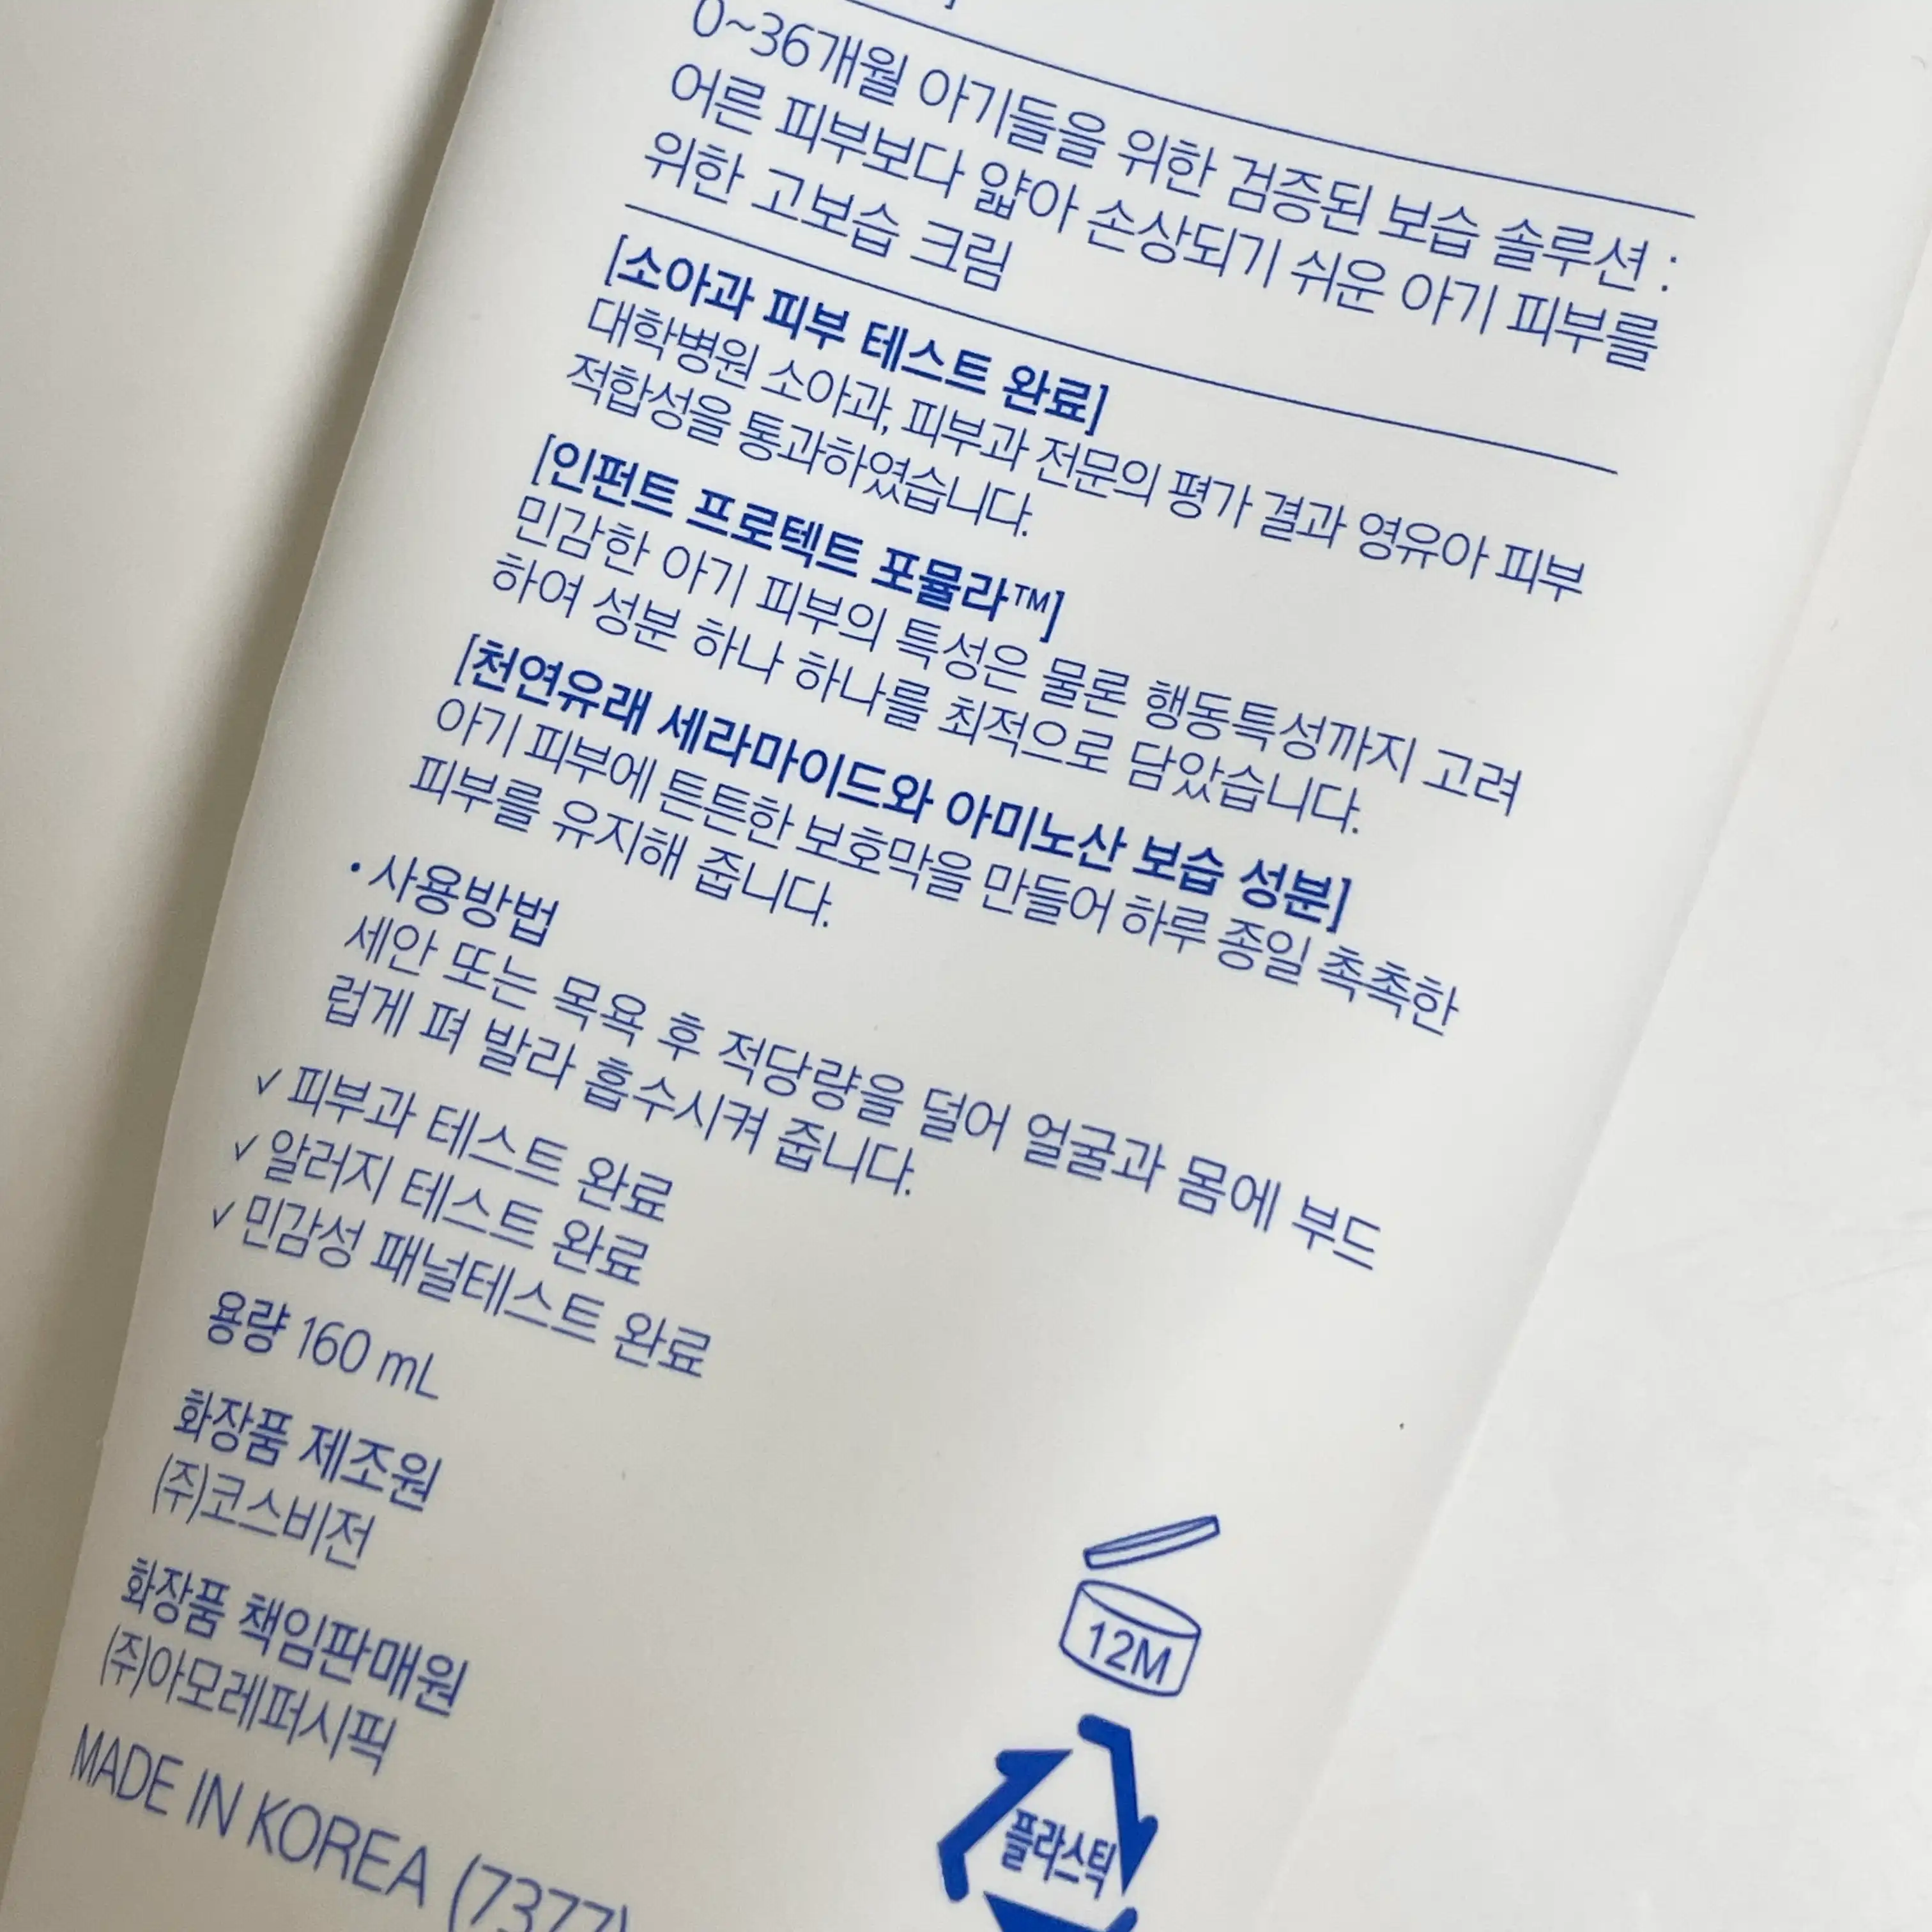 0~36개월 아기들을 위한 검증된 보습 솔루션 :
어른 피부보다 얇아 손상되기 쉬운 아기 피부를
위한 고보습 크림
[소아과 피부 테스트 완료]
대학병원 소아과, 피부과 전문의 평가 결과 영유아 피부
적합성을 통과하였습니다.
[인펀트 프로텍트 포뮬라™]
민감한 아기 피부의 특성은 물론 행동특성까지 고려
하여 성분 하나 하나를 최적으로 담았습니다.
[천연유래 세라마이드와 아미노산 보습 성분]
아기 피부에 튼튼한 보호막을 만들어 하루 종일 촉촉한
피부를 유지해 줍니다.
• 사용방법
세안 또는 목욕 후 적당량을 덜어 얼굴과 몸에 부드
럽게 펴 발라 흡수시켜 줍니다.
✓ 피부과 테스트 완료
✓ 알러지 테스트 완료
✓ 민감성 패널테스트 완료
용량 160 mL
화장품 제조원
(주)코스비전
화장품 책임판매원
(주)아모레퍼시픽
MADE IN KOREA (7377)
12M
플라스틱